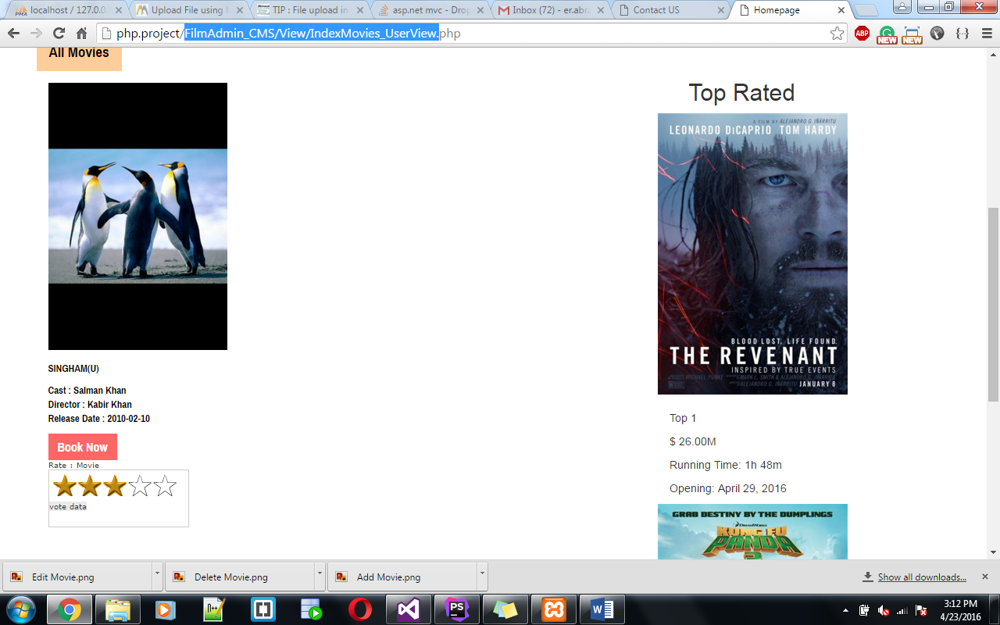 localhost / 127.0.0.
Upload File using M
TIP : File upload in
asp.net mvc - Drop
Inbox (72) - er.abra
Contact US
Homepage
php.project/FilmAdmin_CMS/View/IndexMovies_UserView.php
ABP
NEW
NEW
All Movies
SINGHAM(U)
Cast : Salman Khan
Director : Kabir Khan
Release Date : 2010-02-10
Book Now
Rate : Movie
vote data
Top Rated
A FILM BY ALEJANDRO G. IÑÁRRITU
LEONARDO DiCAPRIO TOM HARDY
BLOOD LOST. LIFE FOUND.
THE REVENANT
INSPIRED BY TRUE EVENTS
JANUARY 8
Top 1
$ 26.00M
Running Time: 1h 48m
Opening: April 29, 2016
GRAB DESTINY BY THE DUMPLINGS
DreamWorks
KUNG FU
PANDA
3
Edit Movie.png
Delete Movie.png
Add Movie.png
Show all downloads...
3:12 PM
4/23/2016